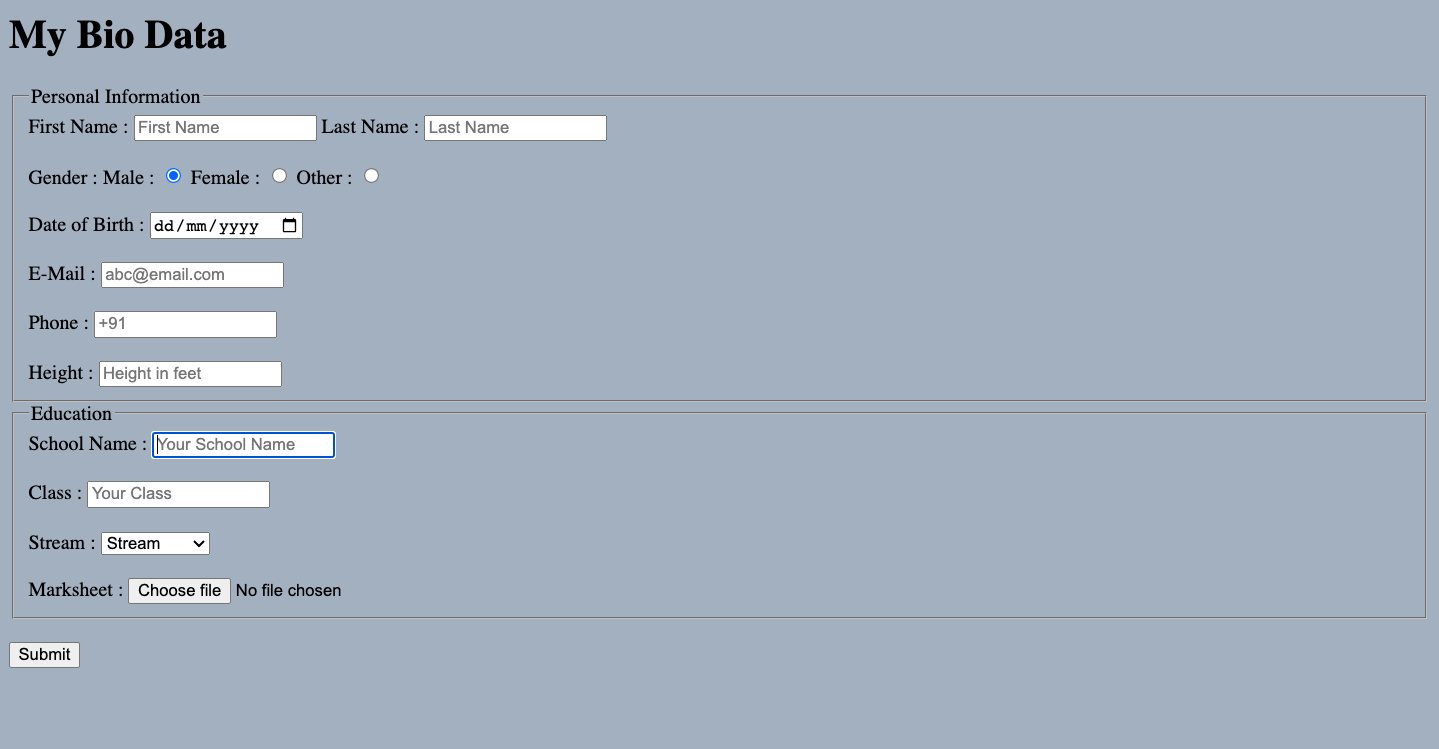 My Bio Data
Personal Information
First Name : First Name Last Name : Last Name
Gender : Male : Female : Other :
Date of Birth : dd/mm/yyyy
E-Mail : abc@email.com
Phone : +91
Height : Height in feet
Education
School Name : Your School Name
Class : Your Class
Stream : Stream
Marksheet : Choose file No file chosen
Submit